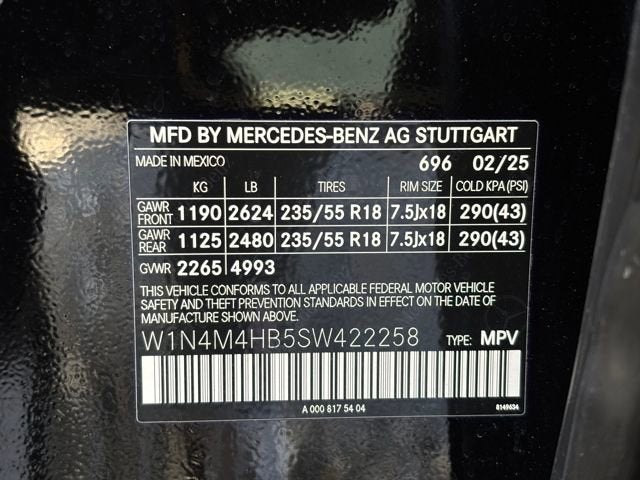 MFD BY MERCEDES-BENZ AG STUTTGART
MADE IN MEXICO 696 02/25
KG LB TIRES RIM SIZE COLD KPA(PSI)
GAWR FRONT 1190 2624 235/55 R18 7.5Jx18 290(43)
GAWR REAR 1125 2480 235/55 R18 7.5Jx18 290(43)
GVWR 2265 4993
THIS VEHICLE CONFORMS TO ALL APPLICABLE FEDERAL MOTOR VEHICLE
SAFETY AND THEFT PREVENTION STANDARDS IN EFFECT ON THE DATE
OF MANUFACTURE SHOWN ABOVE.
W1N4M4HB5SW422258 TYPE: MPV
A 000 817 54 04 8149634